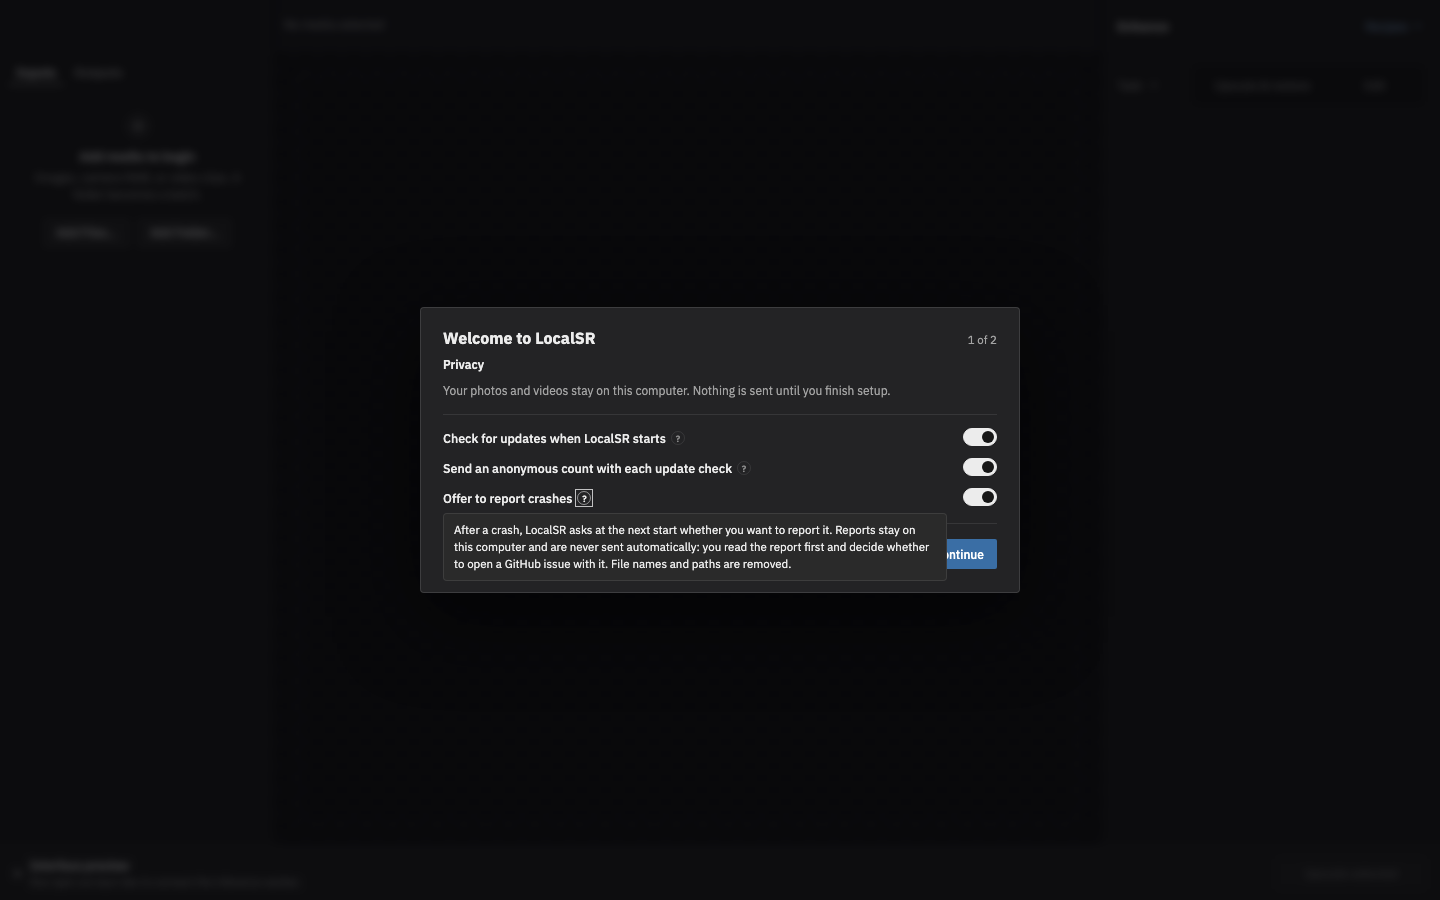 Welcome to LocalSR
1 of 2
Privacy
Your photos and videos stay on this computer. Nothing is sent until you finish setup.
Check for updates when LocalSR starts ?
Send an anonymous count with each update check ?
Offer to report crashes ?
After a crash, LocalSR asks at the next start whether you want to report it. Reports stay on
this computer and are never sent automatically: you read the report first and decide whether
to open a GitHub issue with it. File names and paths are removed.
ontinue